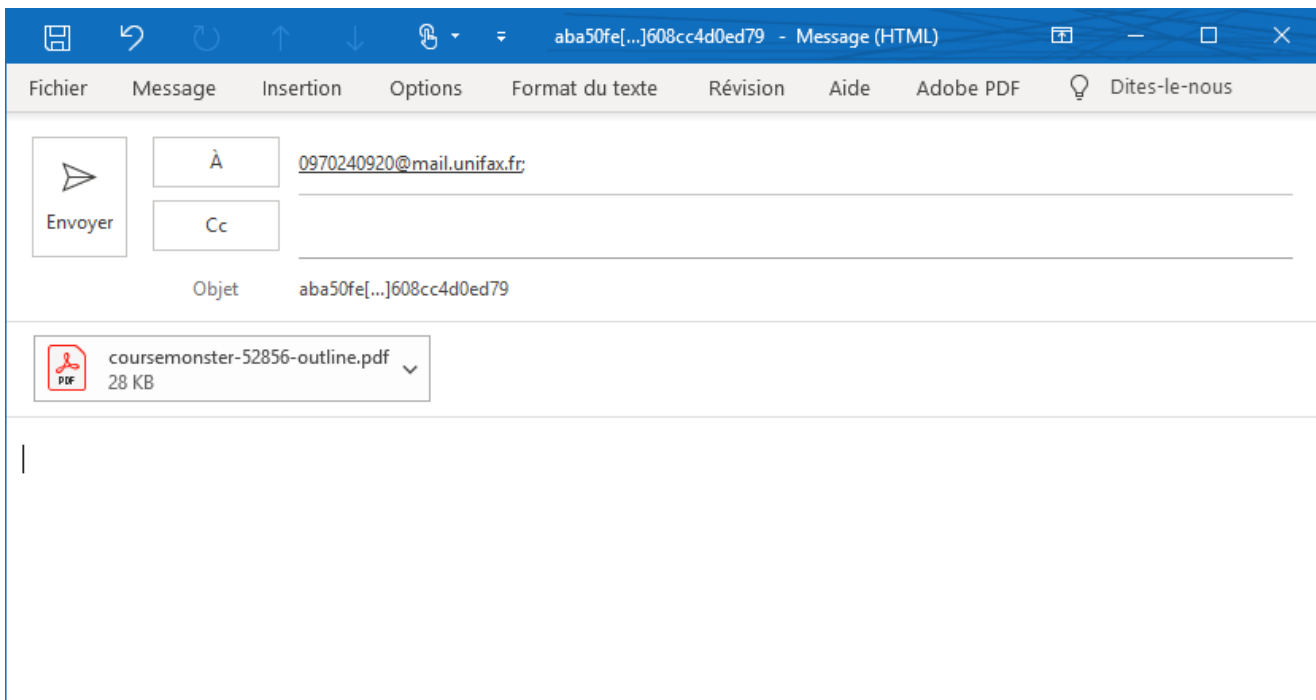 aba50fe[...]608cc4d0ed79 - Message (HTML)
Fichier Message Insertion Options Format du texte Révision Aide Adobe PDF Dites-le-nous
Envoyer
À 0970240920@mail.unifax.fr;
Cc
Objet aba50fe[...]608cc4d0ed79
PDF
coursemonster-52856-outline.pdf
28 KB